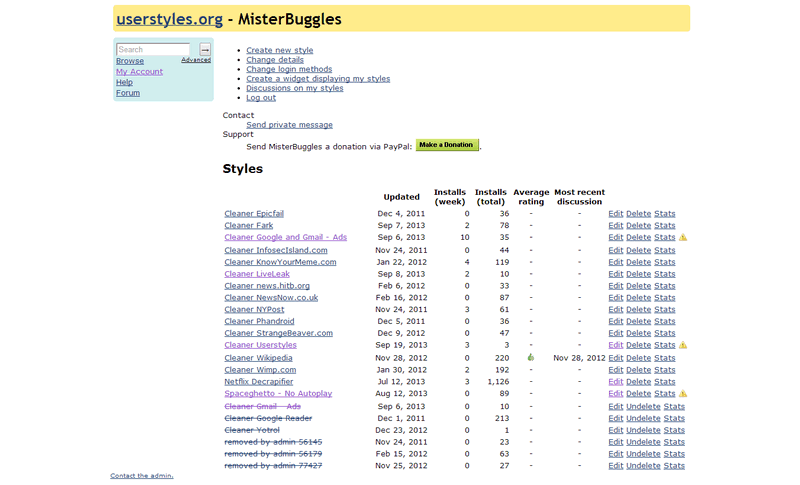 userstyles.org - MisterBuggles
Search →
Browse Advanced
My Account
Help
Forum
Create new style
Change details
Change login methods
Create a widget displaying my styles
Discussions on my styles
Log out
Contact
Send private message
Support
Send MisterBuggles a donation via PayPal: Make a Donation.
Styles
Updated Installs (week) Installs (total) Average rating Most recent discussion
Cleaner Epicfail Dec 4, 2011 0 36 - - Edit Delete Stats
Cleaner Fark Sep 7, 2013 2 78 - - Edit Delete Stats
Cleaner Google and Gmail - Ads Sep 6, 2013 10 35 - - Edit Delete Stats
Cleaner InfosecIsland.com Nov 24, 2011 0 44 - - Edit Delete Stats
Cleaner KnowYourMeme.com Jan 22, 2012 4 119 - - Edit Delete Stats
Cleaner LiveLeak Sep 8, 2013 2 10 - - Edit Delete Stats
Cleaner news.hitb.org Feb 6, 2012 0 33 - - Edit Delete Stats
Cleaner NewsNow.co.uk Feb 16, 2012 0 87 - - Edit Delete Stats
Cleaner NYPost Nov 24, 2011 3 61 - - Edit Delete Stats
Cleaner Phandroid Dec 5, 2011 0 36 - - Edit Delete Stats
Cleaner StrangeBeaver.com Dec 9, 2012 0 47 - - Edit Delete Stats
Cleaner Userstyles Sep 19, 2013 3 3 - - Edit Delete Stats
Cleaner Wikipedia Nov 28, 2012 0 220 Nov 28, 2012 Edit Delete Stats
Cleaner Wimp.com Jan 30, 2012 2 192 - - Edit Delete Stats
Netflix Decrapifier Jul 12, 2013 3 1,126 - - Edit Delete Stats
Spaceghetto - No Autoplay Aug 12, 2013 0 89 - - Edit Delete Stats
Cleaner Gmail - Ads Sep 6, 2013 0 10 - - Edit Undelete Stats
Cleaner Google Reader Dec 1, 2011 0 213 - - Edit Undelete Stats
Cleaner Yotrol Dec 23, 2012 0 1 - - Edit Undelete Stats
removed by admin 56145 Nov 24, 2011 0 23 - - Edit Undelete Stats
removed by admin 56179 Feb 15, 2012 0 63 - - Edit Undelete Stats
removed by admin 77427 Nov 25, 2012 0 27 - - Edit Undelete Stats
Contact the admin.